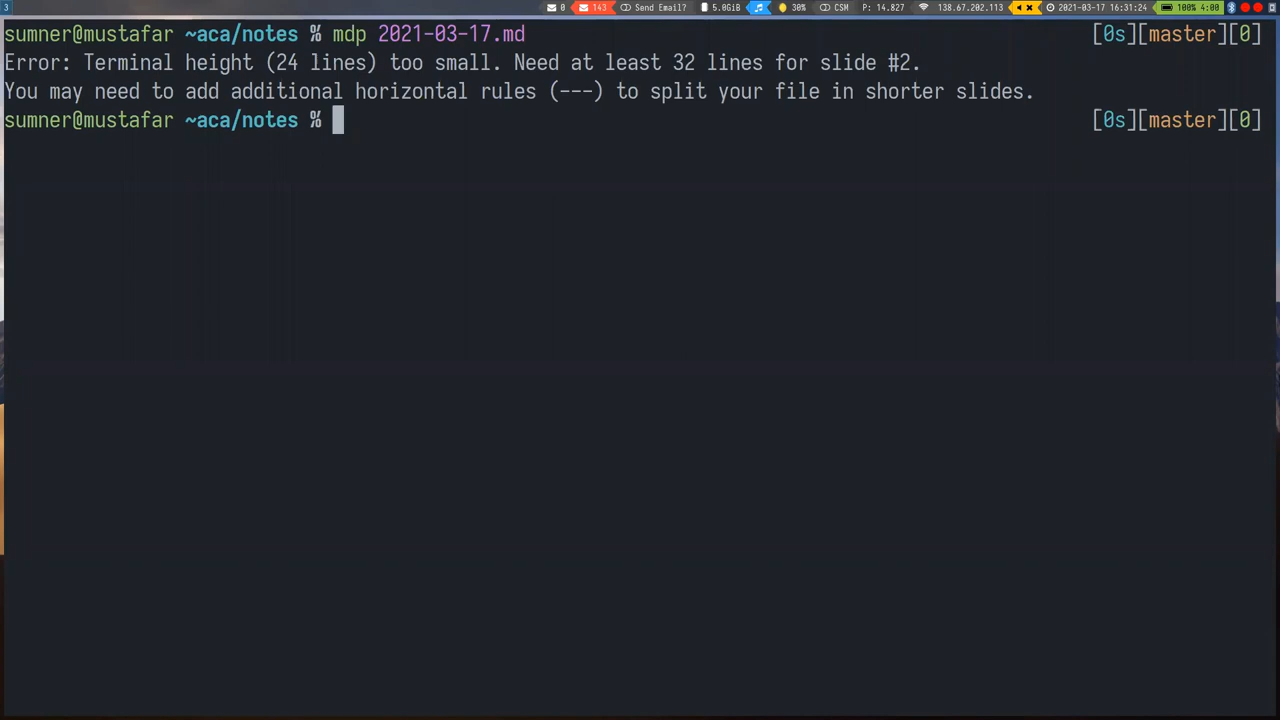 3 0 143 Send Email? 5.0GiB 30% CSM P: 14.827 138.67.202.113 2021-03-17 16:31:24 100% 4:00
sumner@mustafar ~aca/notes % mdp 2021-03-17.md [0s][master][0]
Error: Terminal height (24 lines) too small. Need at least 32 lines for slide #2.
You may need to add additional horizontal rules (---) to split your file in shorter slides.
sumner@mustafar ~aca/notes % [0s][master][0]